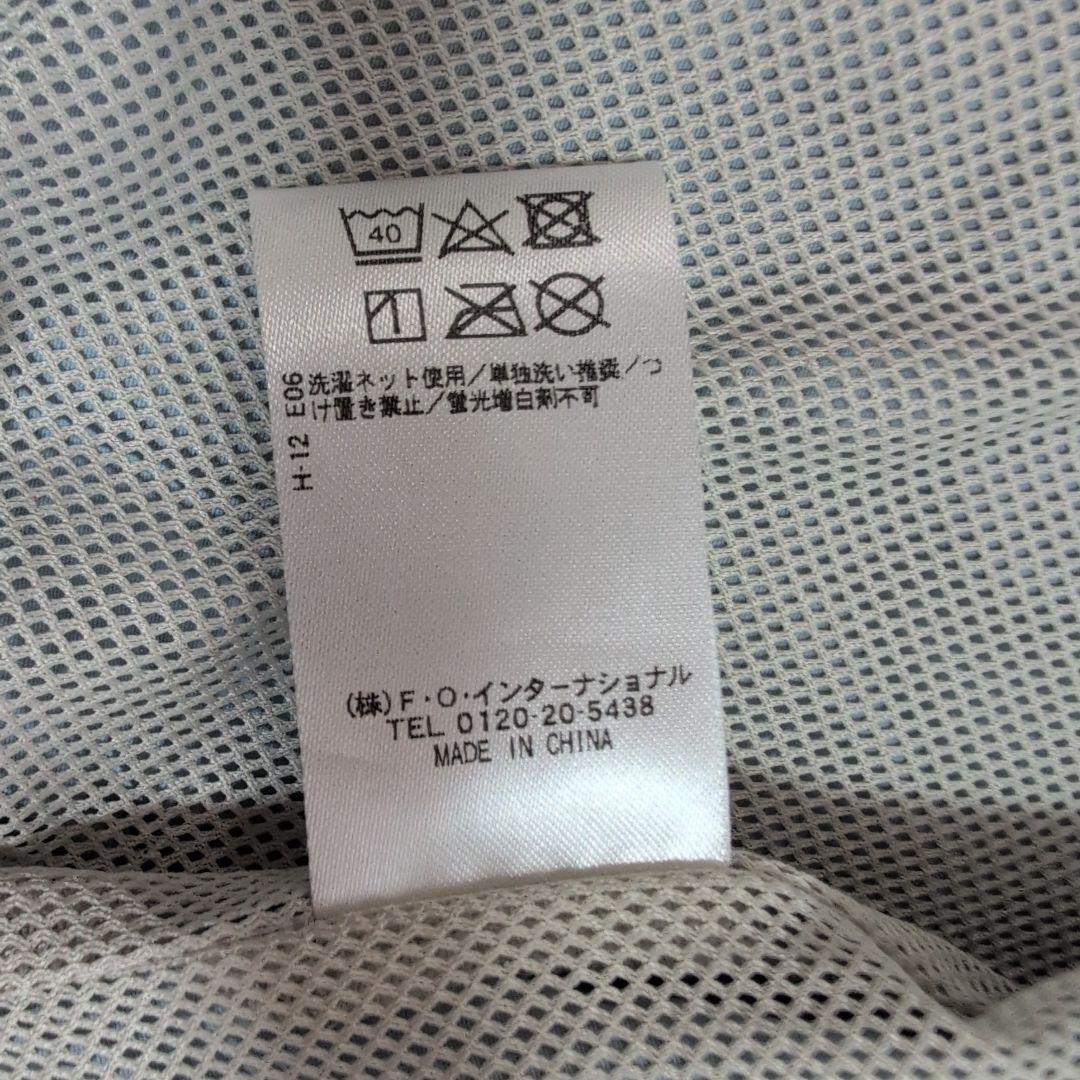 40
洗濯ネット使用/単独洗い推奨/つ
け置き禁止/蛍光増白剤不可
H-12 E06
(株)F・O・インターナショナル
TEL 0120-20-5438
MADE IN CHINA